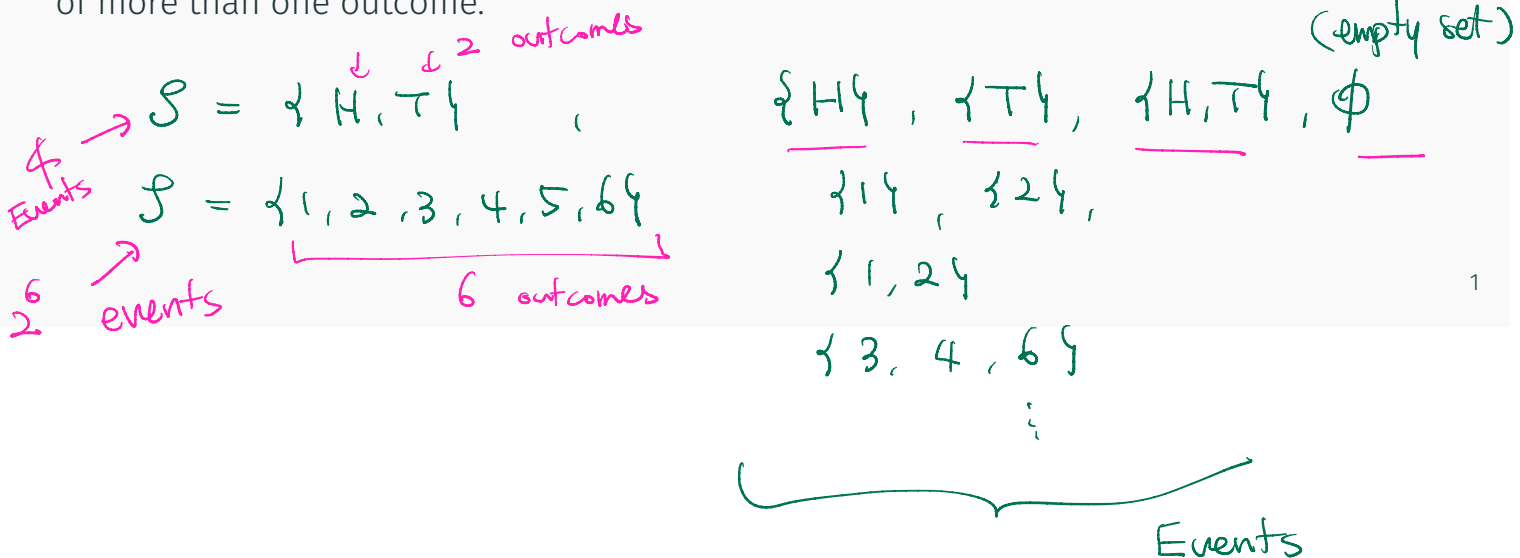 of more than one outcome.
(empty set)
2 outcomes
S = { H, T } , {H} , {T}, {H, T} , ϕ
4 Events
S = {1, 2, 3, 4, 5, 6} {1} , {2} ,
{1, 2}
6 outcomes
2^6 events
1
{ 3, 4, 6 }
⋮
Events